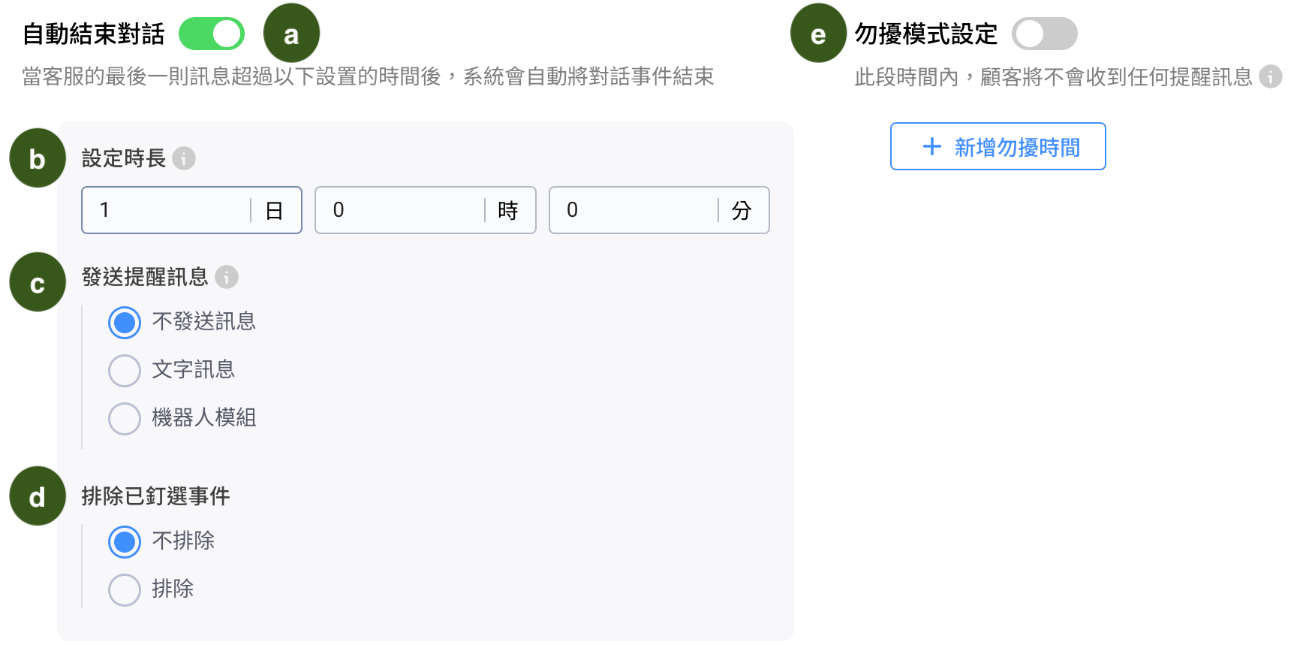 自動結束對話
a
當客服的最後一則訊息超過以下設置的時間後，系統會自動將對話事件結束
b
設定時長
1 日
0 時
0 分
c
發送提醒訊息
不發送訊息
文字訊息
機器人模組
d
排除已釘選事件
不排除
排除
e
勿擾模式設定
此段時間內，顧客將不會收到任何提醒訊息
+ 新增勿擾時間